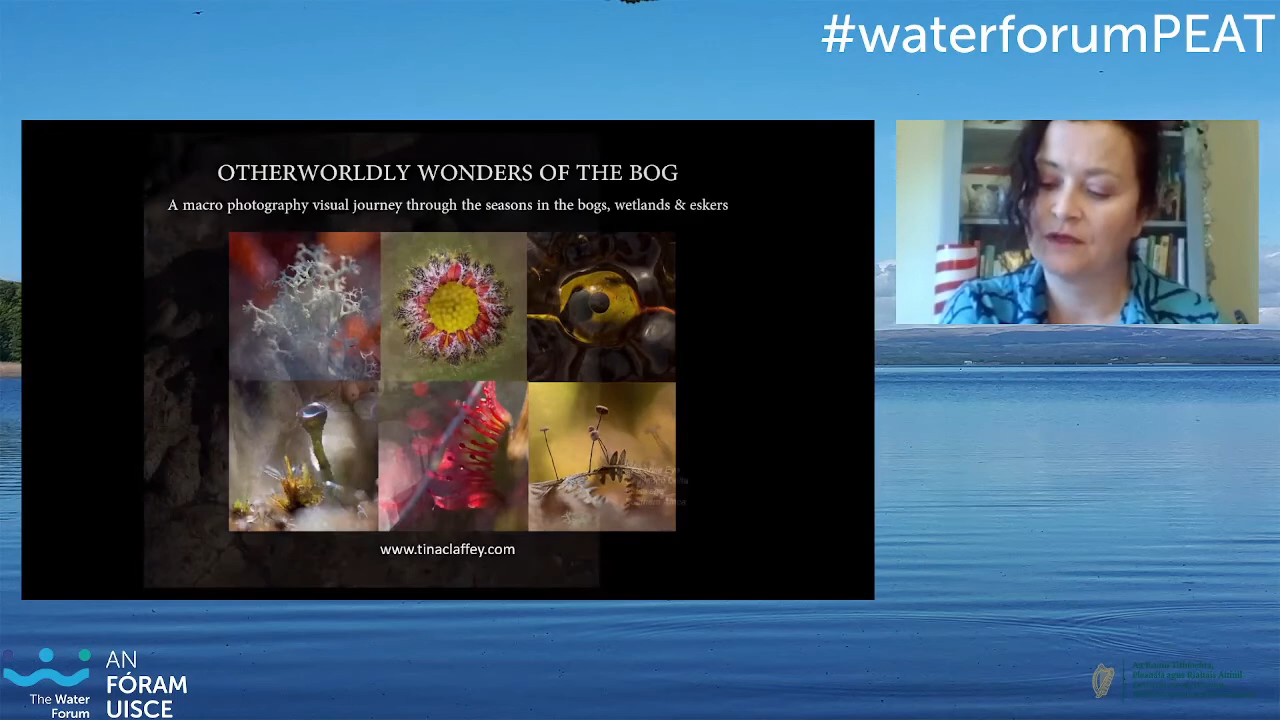 #waterforumPEAT
OTHERWORLDLY WONDERS OF THE BOG
A macro photography visual journey through the seasons in the bogs, wetlands & eskers
www.tinaclaffey.com
The Water
Forum
AN
FÓRAM
UISCE